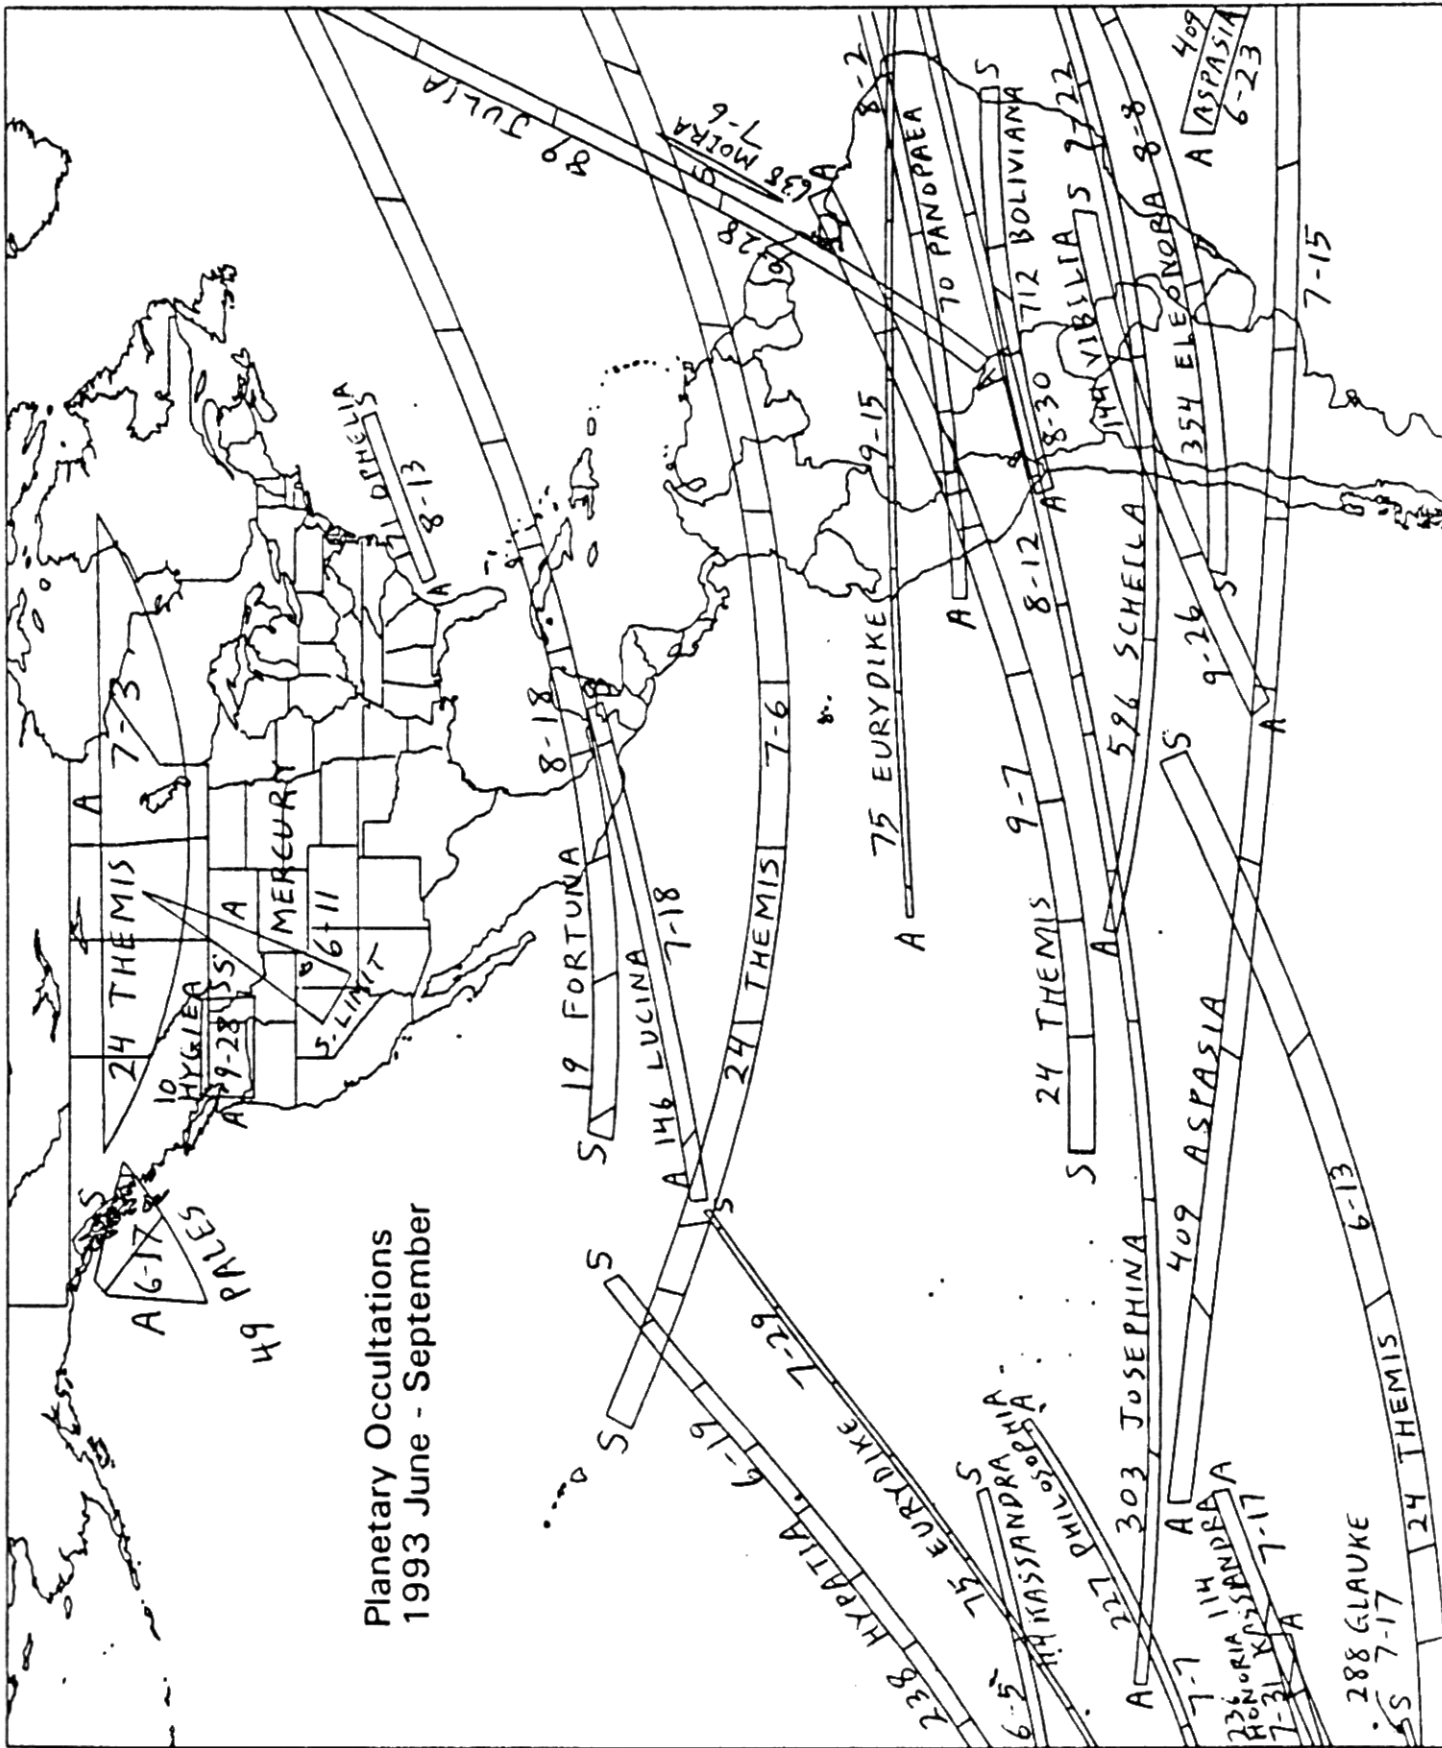 Planetary Occultations
1993 June - September
24 THEMIS 7-3
A
49 PALES
6-17
A
S
10
HYGIEA
9-28
A
S
MERCURY
6-11
A
S. LIMIT
OPHELIA
8-13
A
S
89 JULIA
8-28
A
638 MOIRA
7-6
S
19 FORTUNA 8-18
S
A 146 LUCINA
7-18
24 THEMIS 7-6
S
238 HYPATIA 6-19
S
75 EURYDIKE 7-29
S
75 EURYDIKE 9-15
A
24 THEMIS 9-7
S
A
8-2
70 PANOPAEA
A
712 BOLIVIANA
8-30
A
S
144 VIBILIA
9-26
S
A
7-22
596 SCHEILA
8-12
A
354 ELEONORA 8-8
S
409
ASPASIA
6-23
A
409 ASPASIA
7-15
A
303 JOSEPHINA
A
24 THEMIS
6-13
S
114 KASSANDRA
6-5
S
227 PHILOSOPHIA
7-7
A
236
HONORIA
7-31
A
114
KASSANDRA
7-17
A
288 GLAUKE
7-17
S